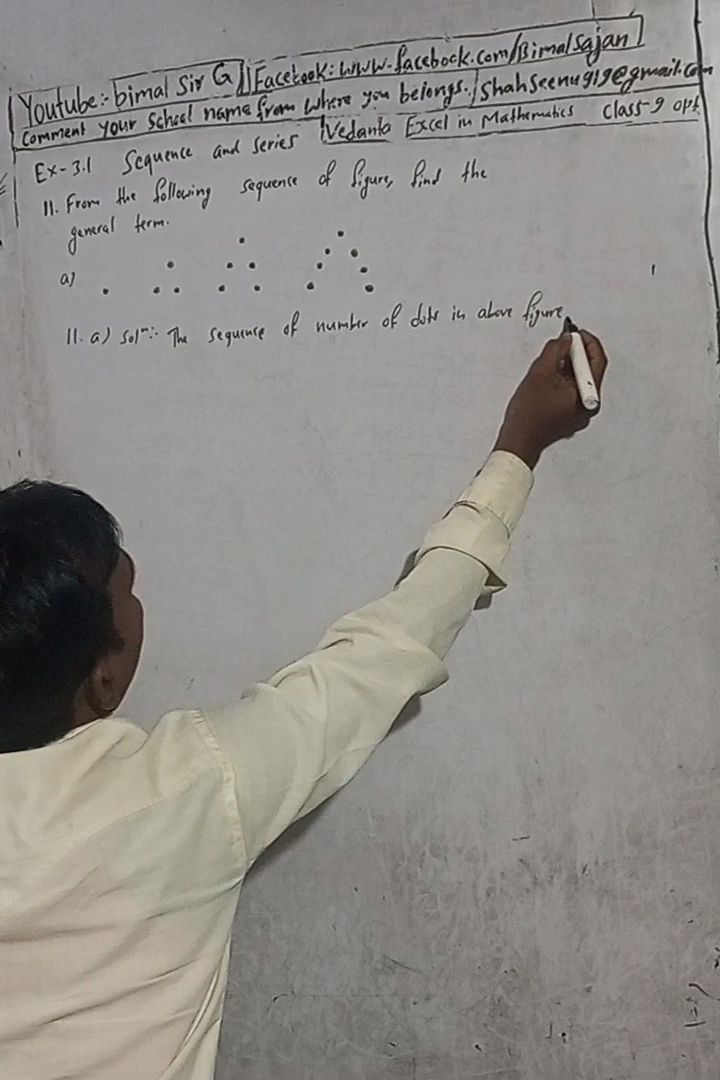 Youtube:- bimal Sir G || Facebook: www.facebook.com/Bimalsajan
Comment your School name from where you belongs. / Shahseenu919@gmail.com
Ex-3.1 Sequence and series Vedanta Excel in Mathematics Class-9 opt
11. From the following sequence of figure, find the
general term.
a)
11. a) Solⁿ:- The sequence of number of dots in above figure